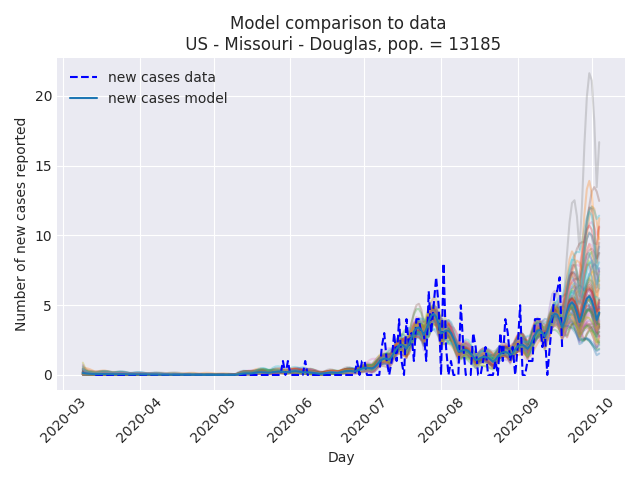 Model comparison to data
US - Missouri - Douglas, pop. = 13185
new cases data
new cases model
Number of new cases reported
20
15
10
5
0
2020-03
2020-04
2020-05
2020-06
2020-07
2020-08
2020-09
2020-10
Day